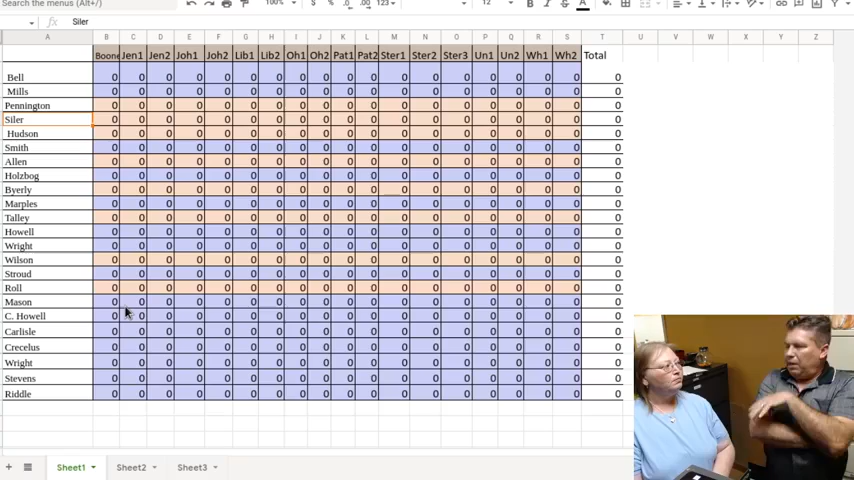 Search the menus (Alt+/) 100% $ % .0 .00 123 12
fx Siler
A B C D E F G H I J K L M N O P Q R S T U V W X Y Z
Boone Jen1 Jen2 Joh1 Joh2 Lib1 Lib2 Oh1 Oh2 Pat1 Pat2 Ster1 Ster2 Ster3 Un1 Un2 Wh1 Wh2 Total
Bell 0 0 0 0 0 0 0 0 0 0 0 0 0 0 0 0 0 0 0
Mills 0 0 0 0 0 0 0 0 0 0 0 0 0 0 0 0 0 0 0
Pennington 0 0 0 0 0 0 0 0 0 0 0 0 0 0 0 0 0 0 0
Siler 0 0 0 0 0 0 0 0 0 0 0 0 0 0 0 0 0 0 0
Hudson 0 0 0 0 0 0 0 0 0 0 0 0 0 0 0 0 0 0 0
Smith 0 0 0 0 0 0 0 0 0 0 0 0 0 0 0 0 0 0 0
Allen 0 0 0 0 0 0 0 0 0 0 0 0 0 0 0 0 0 0 0
Holzbog 0 0 0 0 0 0 0 0 0 0 0 0 0 0 0 0 0 0 0
Byerly 0 0 0 0 0 0 0 0 0 0 0 0 0 0 0 0 0 0 0
Marples 0 0 0 0 0 0 0 0 0 0 0 0 0 0 0 0 0 0 0
Talley 0 0 0 0 0 0 0 0 0 0 0 0 0 0 0 0 0 0 0
Howell 0 0 0 0 0 0 0 0 0 0 0 0 0 0 0 0 0 0 0
Wright 0 0 0 0 0 0 0 0 0 0 0 0 0 0 0 0 0 0 0
Wilson 0 0 0 0 0 0 0 0 0 0 0 0 0 0 0 0 0 0 0
Stroud 0 0 0 0 0 0 0 0 0 0 0 0 0 0 0 0 0 0 0
Roll 0 0 0 0 0 0 0 0 0 0 0 0 0 0 0 0 0 0 0
Mason 0 0 0 0 0 0 0 0 0 0 0 0 0 0 0 0 0 0 0
C. Howell 0 0 0 0 0 0 0 0 0 0 0 0 0 0 0 0 0 0 0
Carlisle 0 0 0 0 0 0 0 0 0 0 0 0 0 0 0 0 0 0 0
Crecelus 0 0 0 0 0 0 0 0 0 0 0 0 0 0 0 0 0 0 0
Wright 0 0 0 0 0 0 0 0 0 0 0 0 0 0 0 0 0 0 0
Stevens 0 0 0 0 0 0 0 0 0 0 0 0 0 0 0 0 0 0 0
Riddle 0 0 0 0 0 0 0 0 0 0 0 0 0 0 0 0 0 0 0
Sheet1 Sheet2 Sheet3